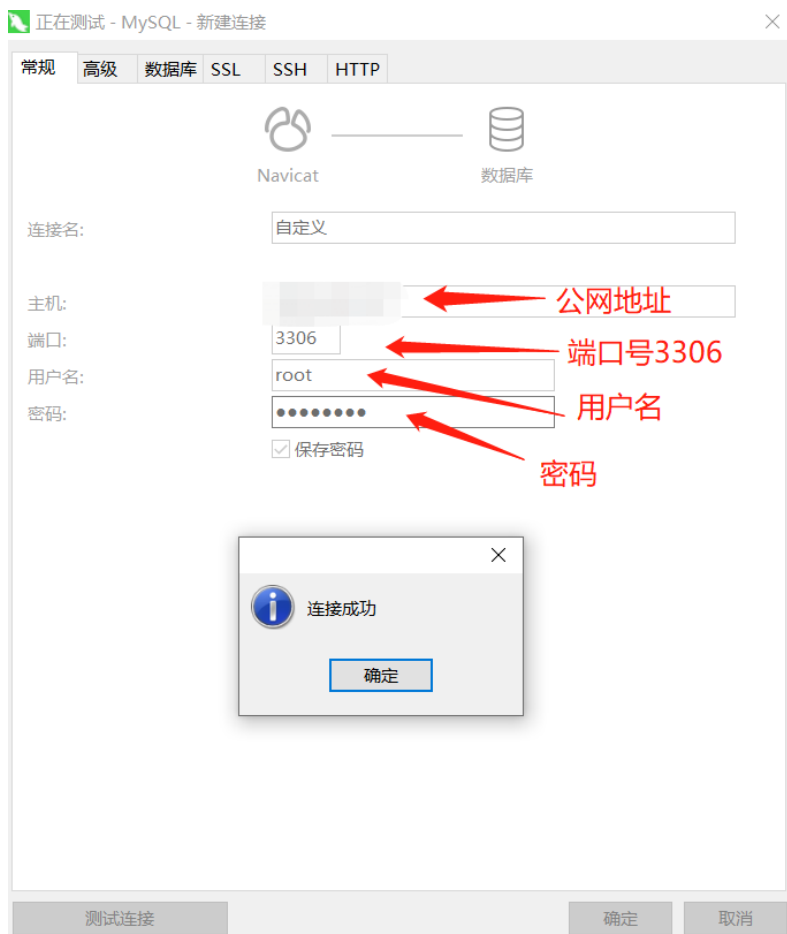 正在测试 - MySQL - 新建连接
常规 高级 数据库 SSL SSH HTTP
Navicat 数据库
连接名: 自定义
主机: 公网地址
端口: 3306 端口号3306
用户名: root 用户名
密码: ●●●●●●●● 密码
保存密码
连接成功
确定
测试连接 确定 取消